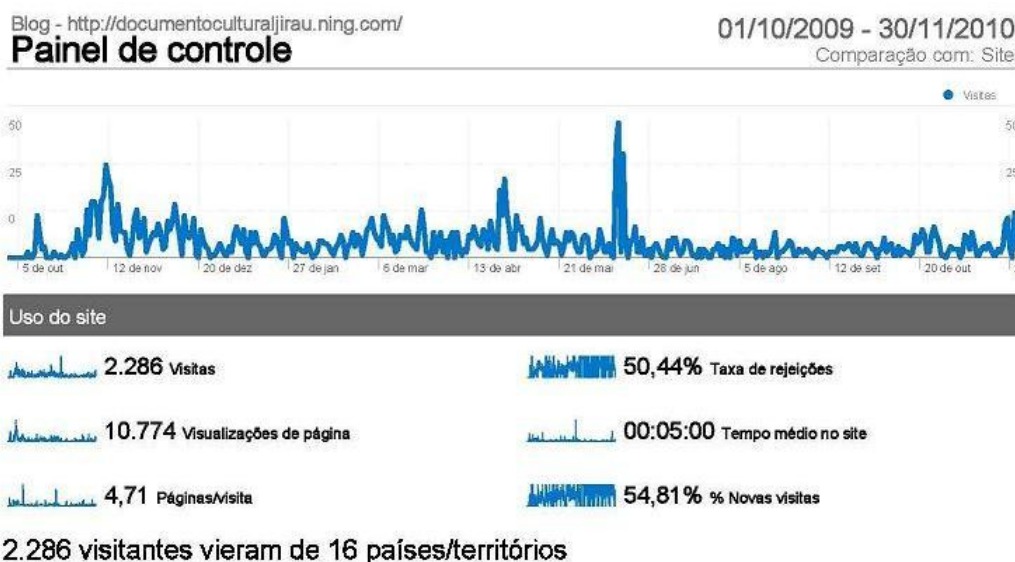 Blog - http://documentoculturaljirau.ning.com/
Painel de controle
01/10/2009 - 30/11/2010
Comparação com: Site
Visitas
50 50
25 25
0
5 de out 12 de nov 20 de dez 27 de jan 6 de mar 13 de abr 21 de mai 28 de jun 5 de ago 12 de set 20 de out
Uso do site
2.286 Visitas 50,44% Taxa de rejeições
10.774 Visualizações de página 00:05:00 Tempo médio no site
4,71 Páginas/visita 54,81% % Novas visitas
2.286 visitantes vieram de 16 países/territórios